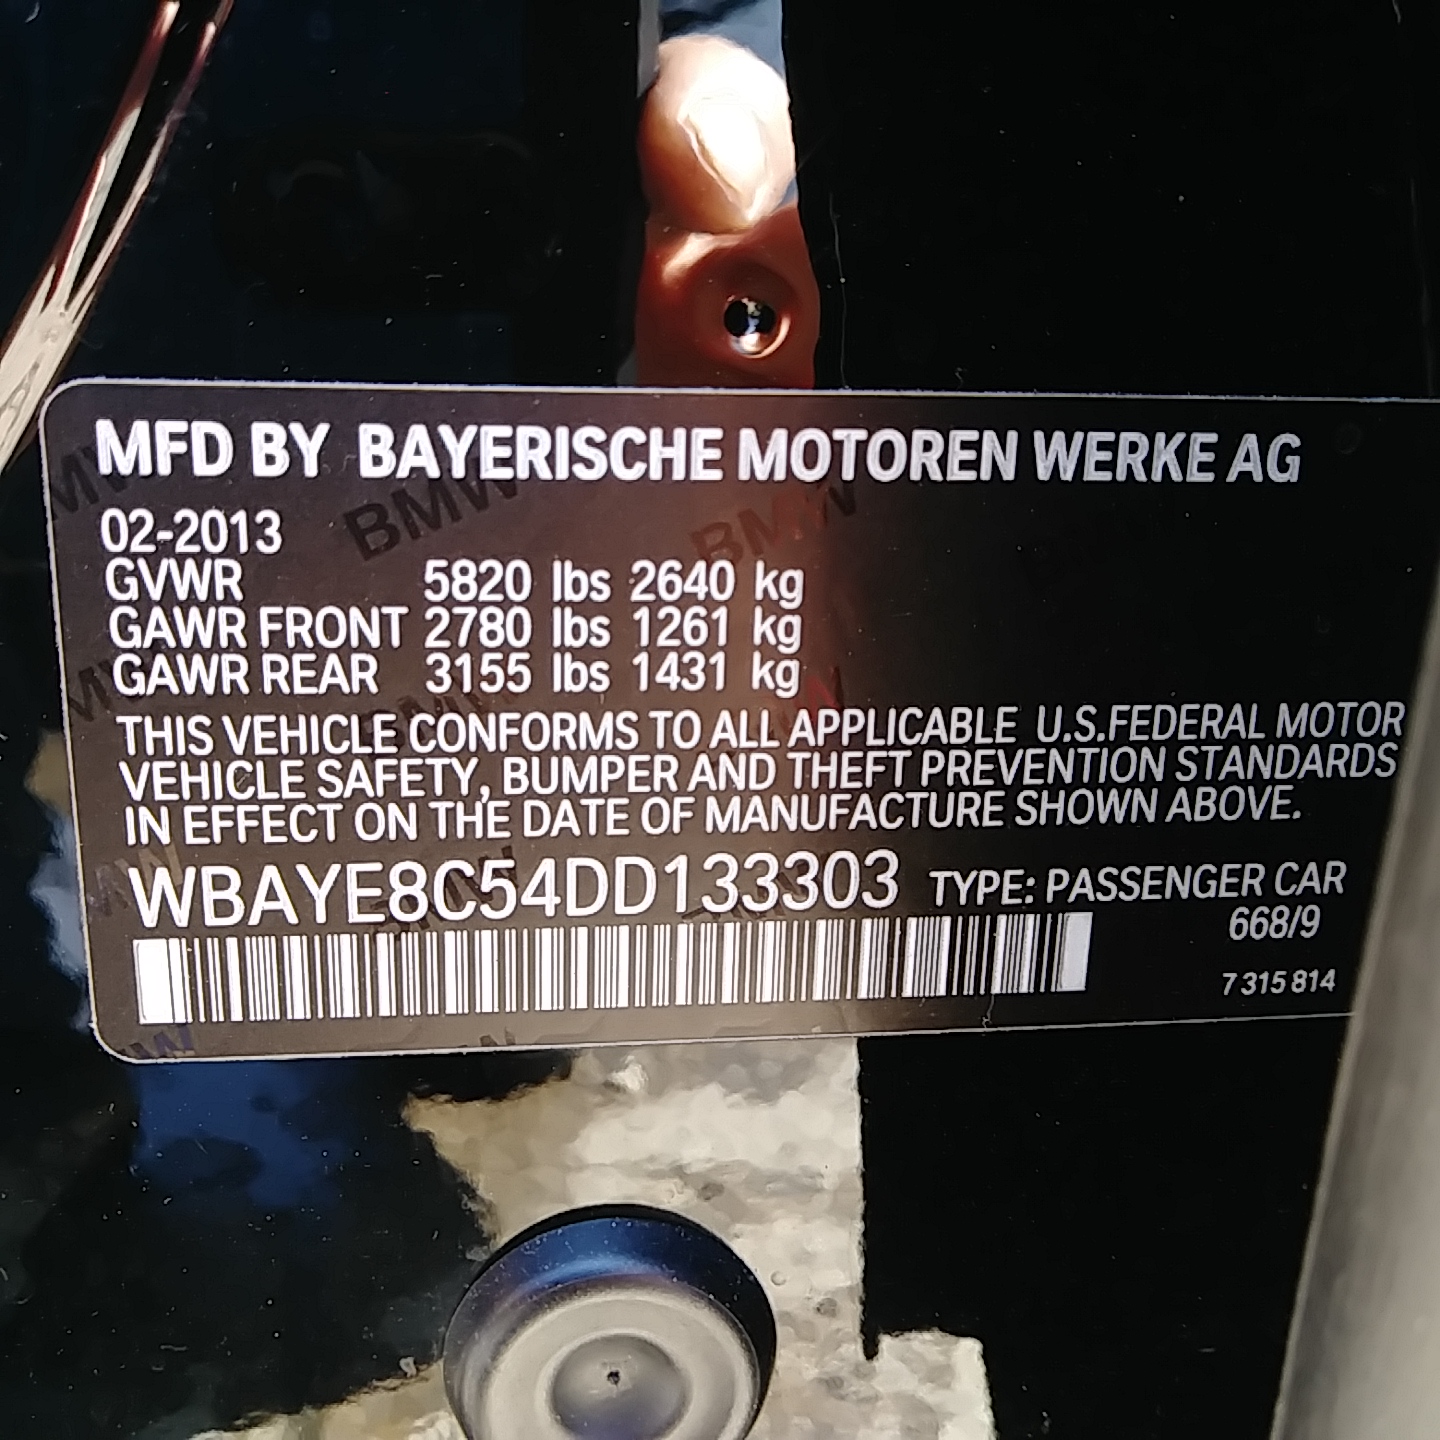 MFD BY BAYERISCHE MOTOREN WERKE AG
02-2013
GVWR 5820 lbs 2640 kg
GAWR FRONT 2780 lbs 1261 kg
GAWR REAR 3155 lbs 1431 kg
THIS VEHICLE CONFORMS TO ALL APPLICABLE U.S.FEDERAL MOTOR
VEHICLE SAFETY, BUMPER AND THEFT PREVENTION STANDARDS
IN EFFECT ON THE DATE OF MANUFACTURE SHOWN ABOVE.
WBAYE8C54DD133303 TYPE: PASSENGER CAR
668/9
7 315 814